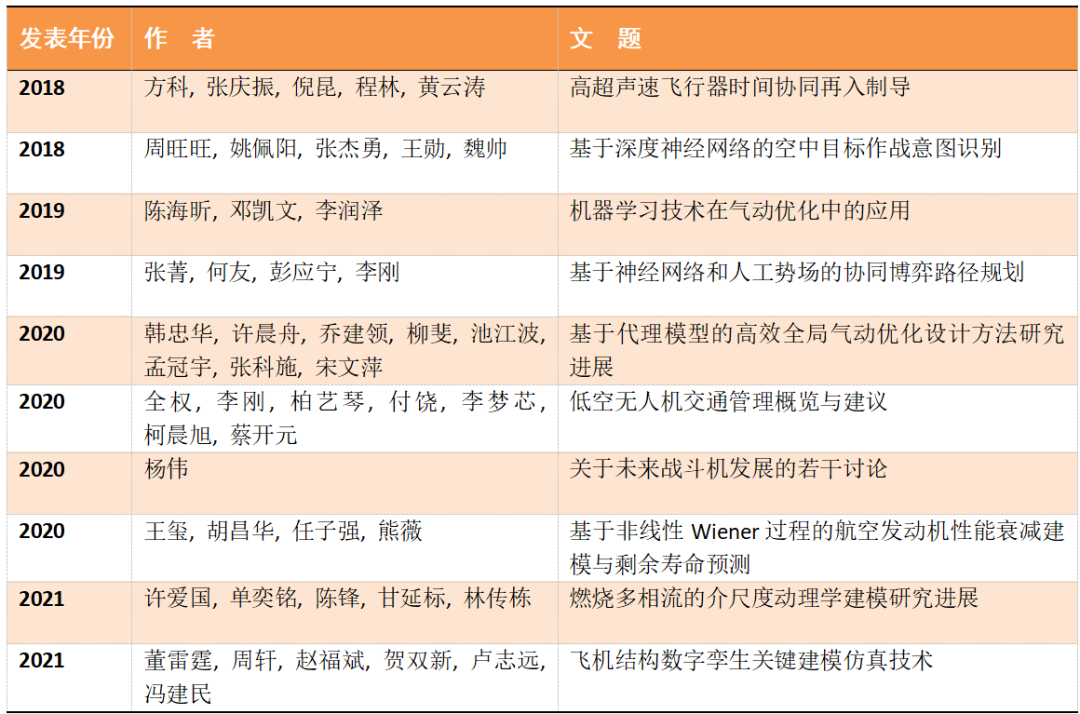 发表年份 作 者 文 题
2018 方科, 张庆振, 倪昆, 程林, 黄云涛 高超声速飞行器时间协同再入制导
2018 周旺旺, 姚佩阳, 张杰勇, 王勋, 魏帅 基于深度神经网络的空中目标作战意图识别
2019 陈海昕, 邓凯文, 李润泽 机器学习技术在气动优化中的应用
2019 张菁, 何友, 彭应宁, 李刚 基于神经网络和人工势场的协同博弈路径规划
2020 韩忠华, 许晨舟, 乔建领, 柳斐, 池江波, 基于代理模型的高效全局气动优化设计方法研究
孟冠宇, 张科施, 宋文萍 进展
2020 全权, 李刚, 柏艺琴, 付饶, 李梦芯, 低空无人机交通管理概览与建议
柯晨旭, 蔡开元
2020 杨伟 关于未来战斗机发展的若干讨论
2020 王玺, 胡昌华, 任子强, 熊薇 基于非线性 Wiener 过程的航空发动机性能衰减建
模与剩余寿命预测
2021 许爱国, 单奕铭, 陈锋, 甘延标, 林传栋 燃烧多相流的介尺度动理学建模研究进展
2021 董雷霆, 周轩, 赵福斌, 贺双新, 卢志远, 飞机结构数字孪生关键建模仿真技术
冯建民